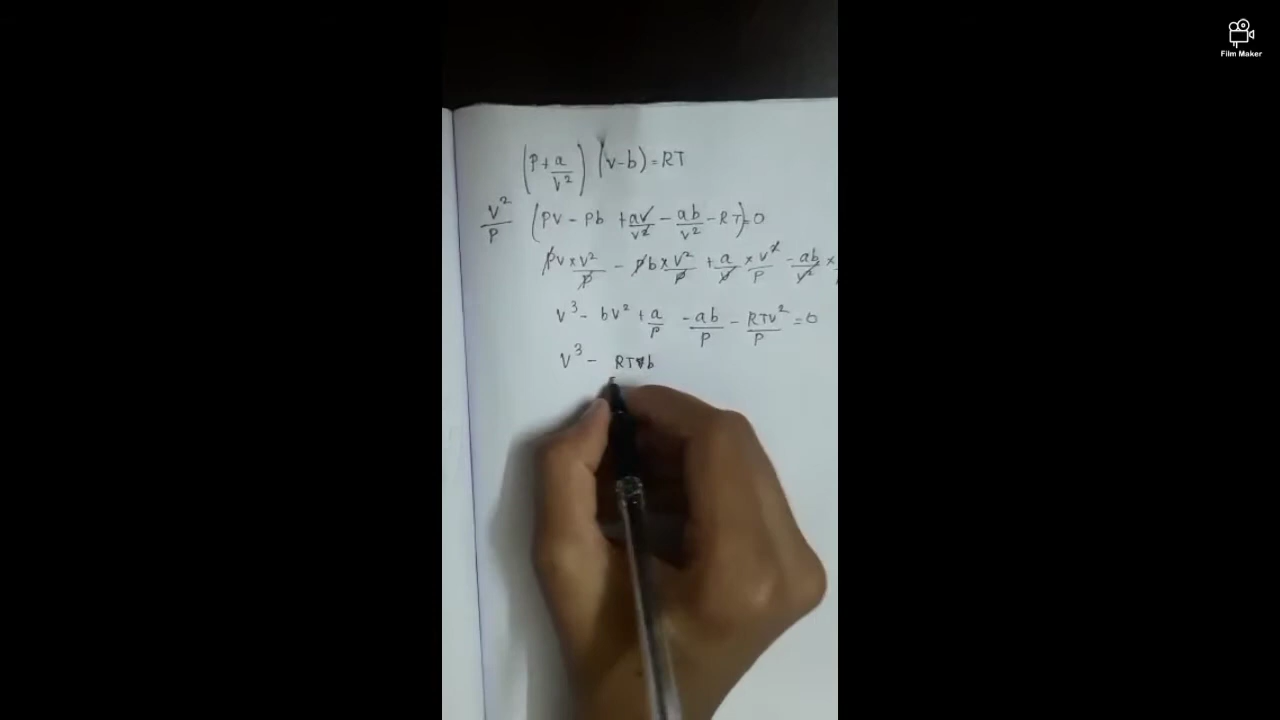 Film Maker
(P+a/V²) (V-b) = RT
V²/P (PV - Pb + aV/V² - ab/V² - RT) = 0
PV × V²/P - Pb × V²/P + a/V × V²/P - ab/V² ×
V³ - bV² + a/P - ab/P - RTV²/P = 0
V³ - RT b